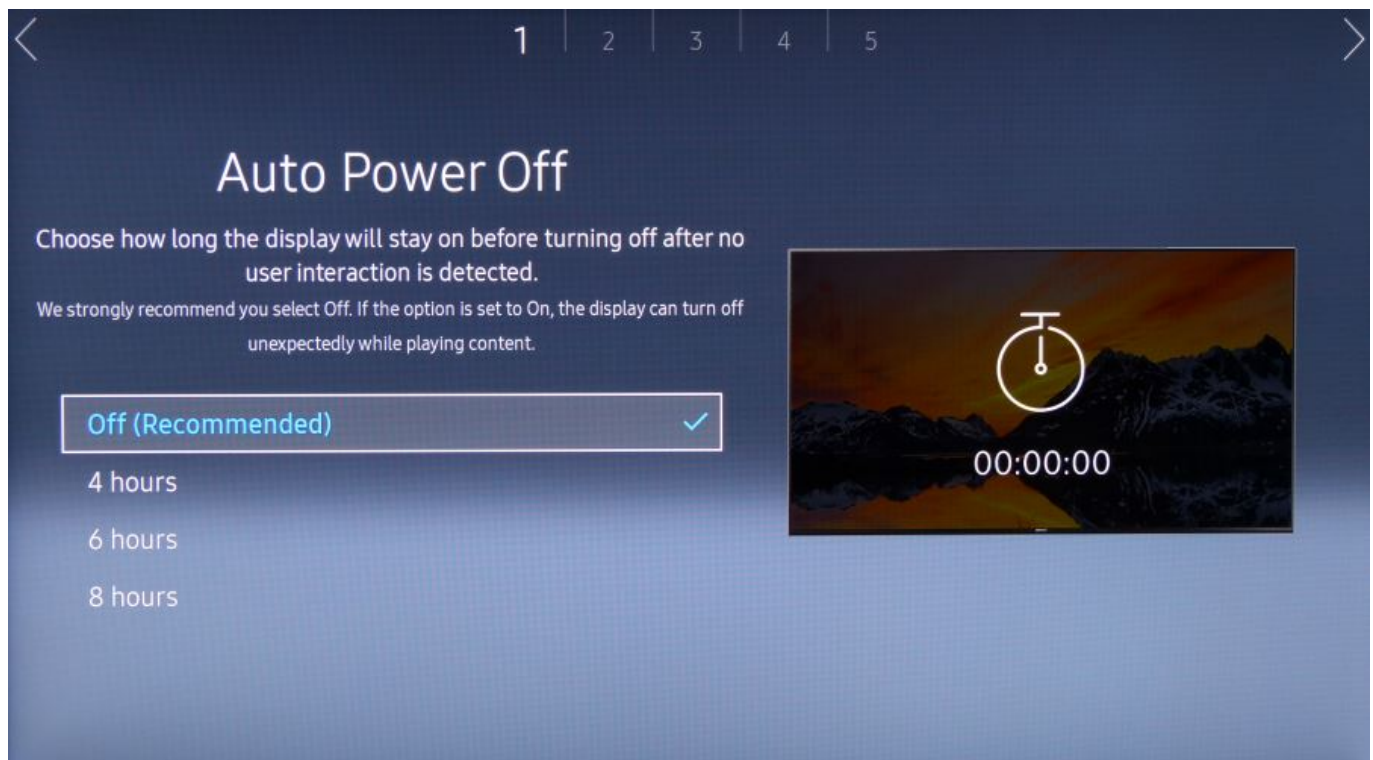 1 2 3 4 5
Auto Power Off
Choose how long the display will stay on before turning off after no
user interaction is detected.
We strongly recommend you select Off. If the option is set to On, the display can turn off
unexpectedly while playing content.
Off (Recommended)
4 hours
6 hours
8 hours
00:00:00